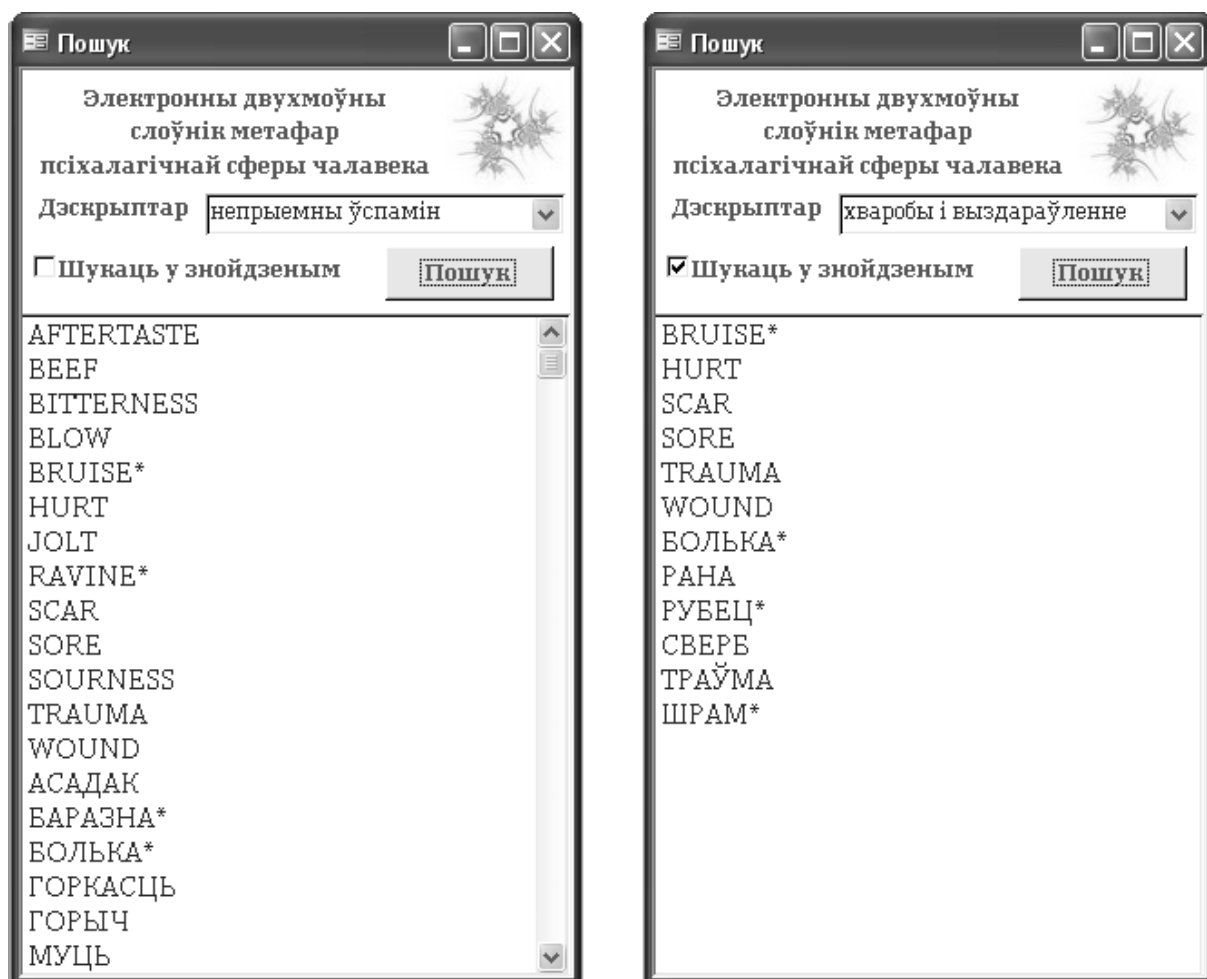 Пошук
Электронны двухмоўны
слоўнік метафар
псіхалагічнай сферы чалавека
Дэскрыптар непрыемны ўспамін
Шукаць у знойдзеным Пошук
AFTERTASTE
BEEF
BITTERNESS
BLOW
BRUISE*
HURT
JOLT
RAVINE*
SCAR
SORE
SOURNESS
TRAUMA
WOUND
АСАДАК
БАРАЗНА*
БОЛЬКА*
ГОРКАСЦЬ
ГОРЫЧ
МУЦЬ
Пошук
Электронны двухмоўны
слоўнік метафар
псіхалагічнай сферы чалавека
Дэскрыптар хваробы і выздараўленне
Шукаць у знойдзеным Пошук
BRUISE*
HURT
SCAR
SORE
TRAUMA
WOUND
БОЛЬКА*
РАНА
РУБЕЦ*
СВЕРБ
ТРАЎМА
ШРАМ*